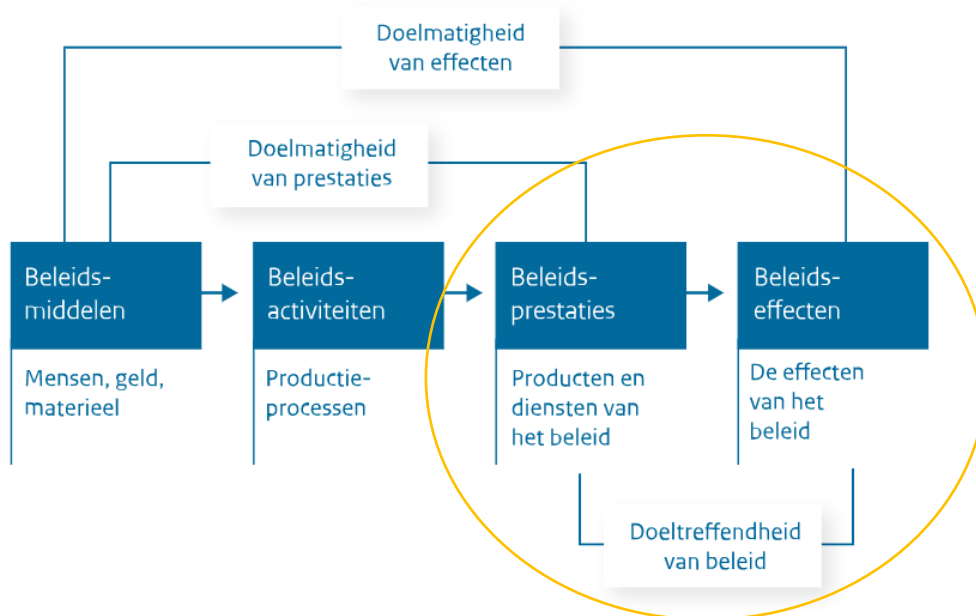 Doelmatigheid
van effecten
Doelmatigheid
van prestaties
Beleids-
middelen
Beleids-
activiteiten
Beleids-
prestaties
Beleids-
effecten
Mensen, geld,
materieel
Productie-
processen
Producten en
diensten van
het beleid
De effecten
van het
beleid
Doeltreffendheid
van beleid